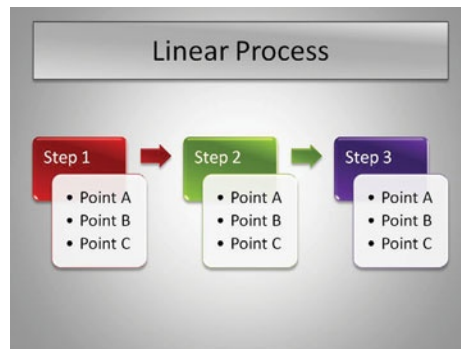 Linear Process
Step 1
• Point A
• Point B
• Point C
Step 2
• Point A
• Point B
• Point C
Step 3
• Point A
• Point B
• Point C